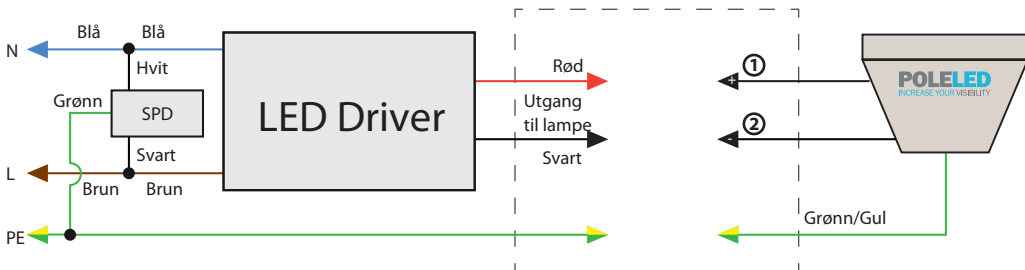 N
Blå
Blå
Hvit
Grønn
SPD
Svart
L
Brun
Brun
PE
LED Driver
Rød
Utgang
til lampe
Svart
+
1
-
2
POLELED
INCREASE YOUR VISIBILITY
Grønn/Gul